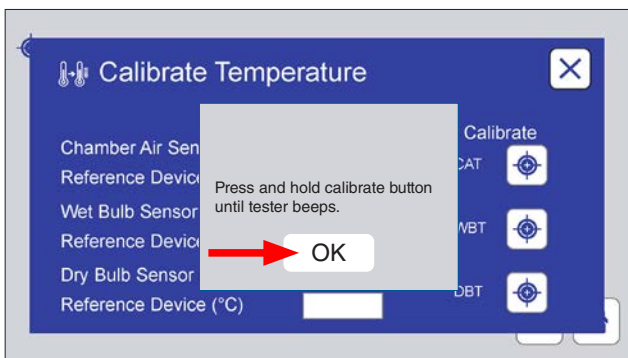 Calibrate Temperature
Calibrate
Chamber Air Sen
CAT
Reference Device
Press and hold calibrate button
until tester beeps.
Wet Bulb Sensor
WBT
Reference Device
OK
Dry Bulb Sensor
DBT
Reference Device (°C)